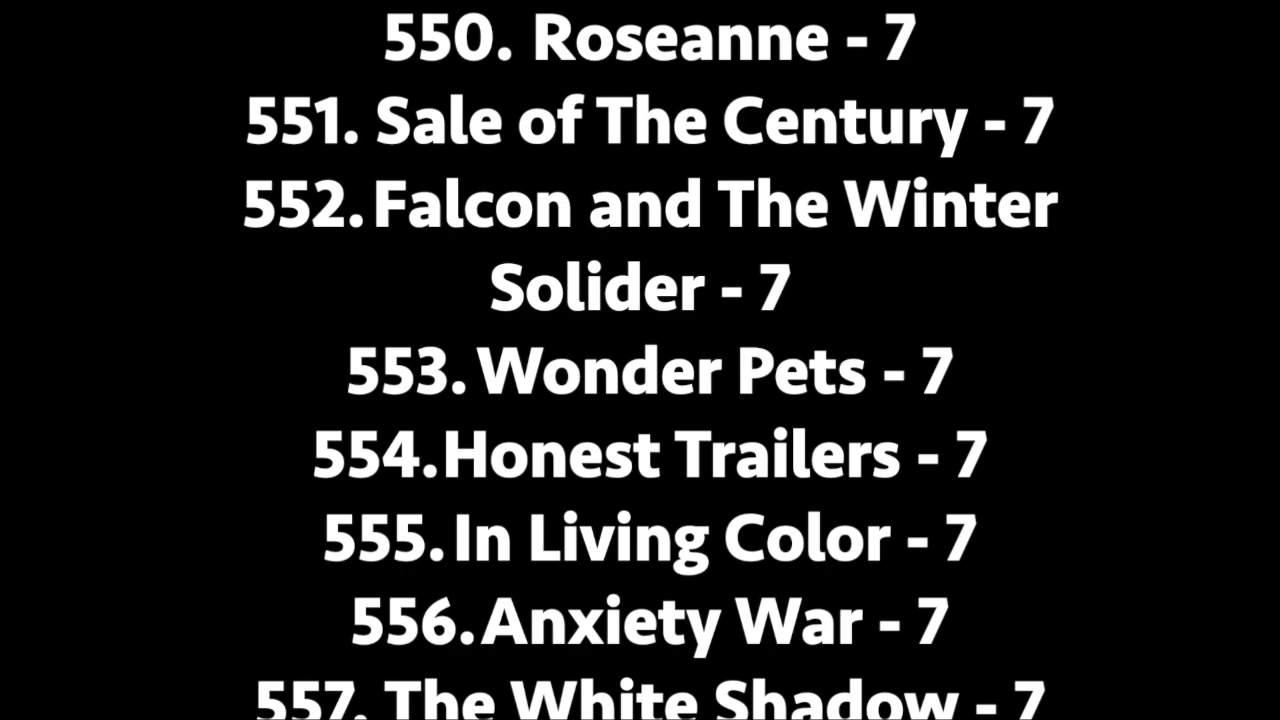 550. Roseanne - 7
551. Sale of The Century - 7
552. Falcon and The Winter
Solider - 7
553. Wonder Pets - 7
554. Honest Trailers - 7
555. In Living Color - 7
556. Anxiety War - 7
557. The White Shadow - 7